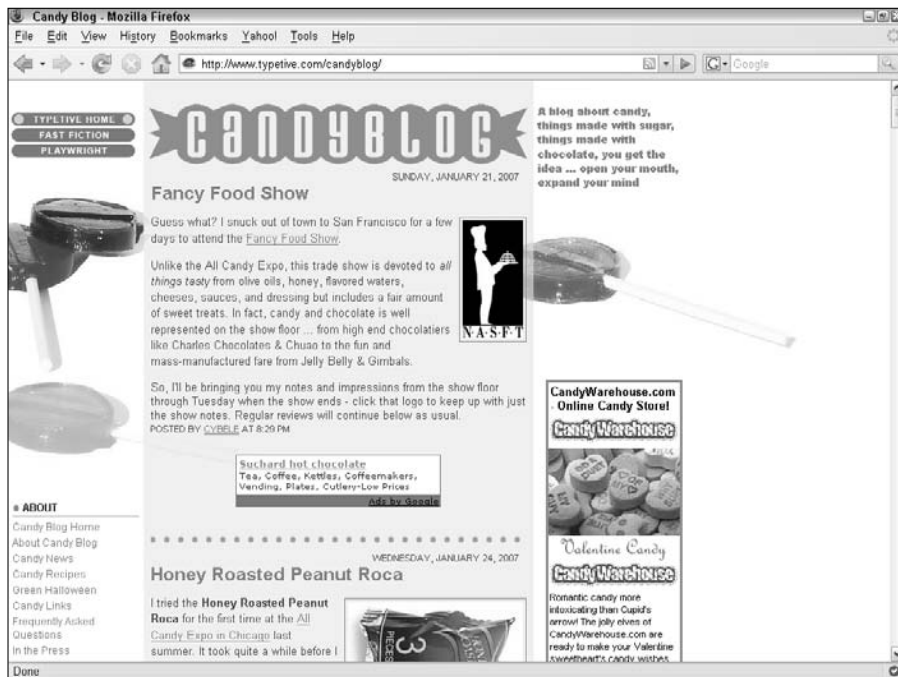 Candy Blog - Mozilla Firefox
File Edit View History Bookmarks Yahoo! Tools Help
http://www.typetive.com/candyblog/
G Google
TYPETIVE HOME
FAST FICTION
PLAYWRIGHT
CANDYBLOG
A blog about candy,
things made with sugar,
things made with
chocolate, you get the
idea ... open your mouth,
expand your mind
SUNDAY, JANUARY 21, 2007
Fancy Food Show
Guess what? I snuck out of town to San Francisco for a few
days to attend the Fancy Food Show.
Unlike the All Candy Expo, this trade show is devoted to all
things tasty from olive oils, honey, flavored waters,
cheeses, sauces, and dressing but includes a fair amount
of sweet treats. In fact, candy and chocolate is well
represented on the show floor ... from high end chocolatiers
like Charles Chocolates & Chuao to the fun and
mass-manufactured fare from Jelly Belly & Gimbals.
N·A·S·F·T
So, I'll be bringing you my notes and impressions from the show floor
through Tuesday when the show ends - click that logo to keep up with just
the show notes. Regular reviews will continue below as usual.
POSTED BY CYBELE AT 8:29 PM
Suchard hot chocolate
Tea, Coffee, Kettles, Coffeemakers,
Vending, Plates, Cutlery-Low Prices
Ads by Google
ABOUT
Candy Blog Home
About Candy Blog
Candy News
Candy Recipes
Green Halloween
Candy Links
Frequently Asked
Questions
In the Press
WEDNESDAY, JANUARY 24, 2007
Honey Roasted Peanut Roca
I tried the Honey Roasted Peanut
Roca for the first time at the All
Candy Expo in Chicago last
summer. It took quite a while before I
3
PIECES
CandyWarehouse.com
- Online Candy Store!
CandyWarehouse
Valentine Candy
CandyWarehouse
Romantic candy more
intoxicating than Cupid's
arrow! The jolly elves of
CandyWarehouse.com are
ready to make your Valentine
sweetheart's candy wishes
Done